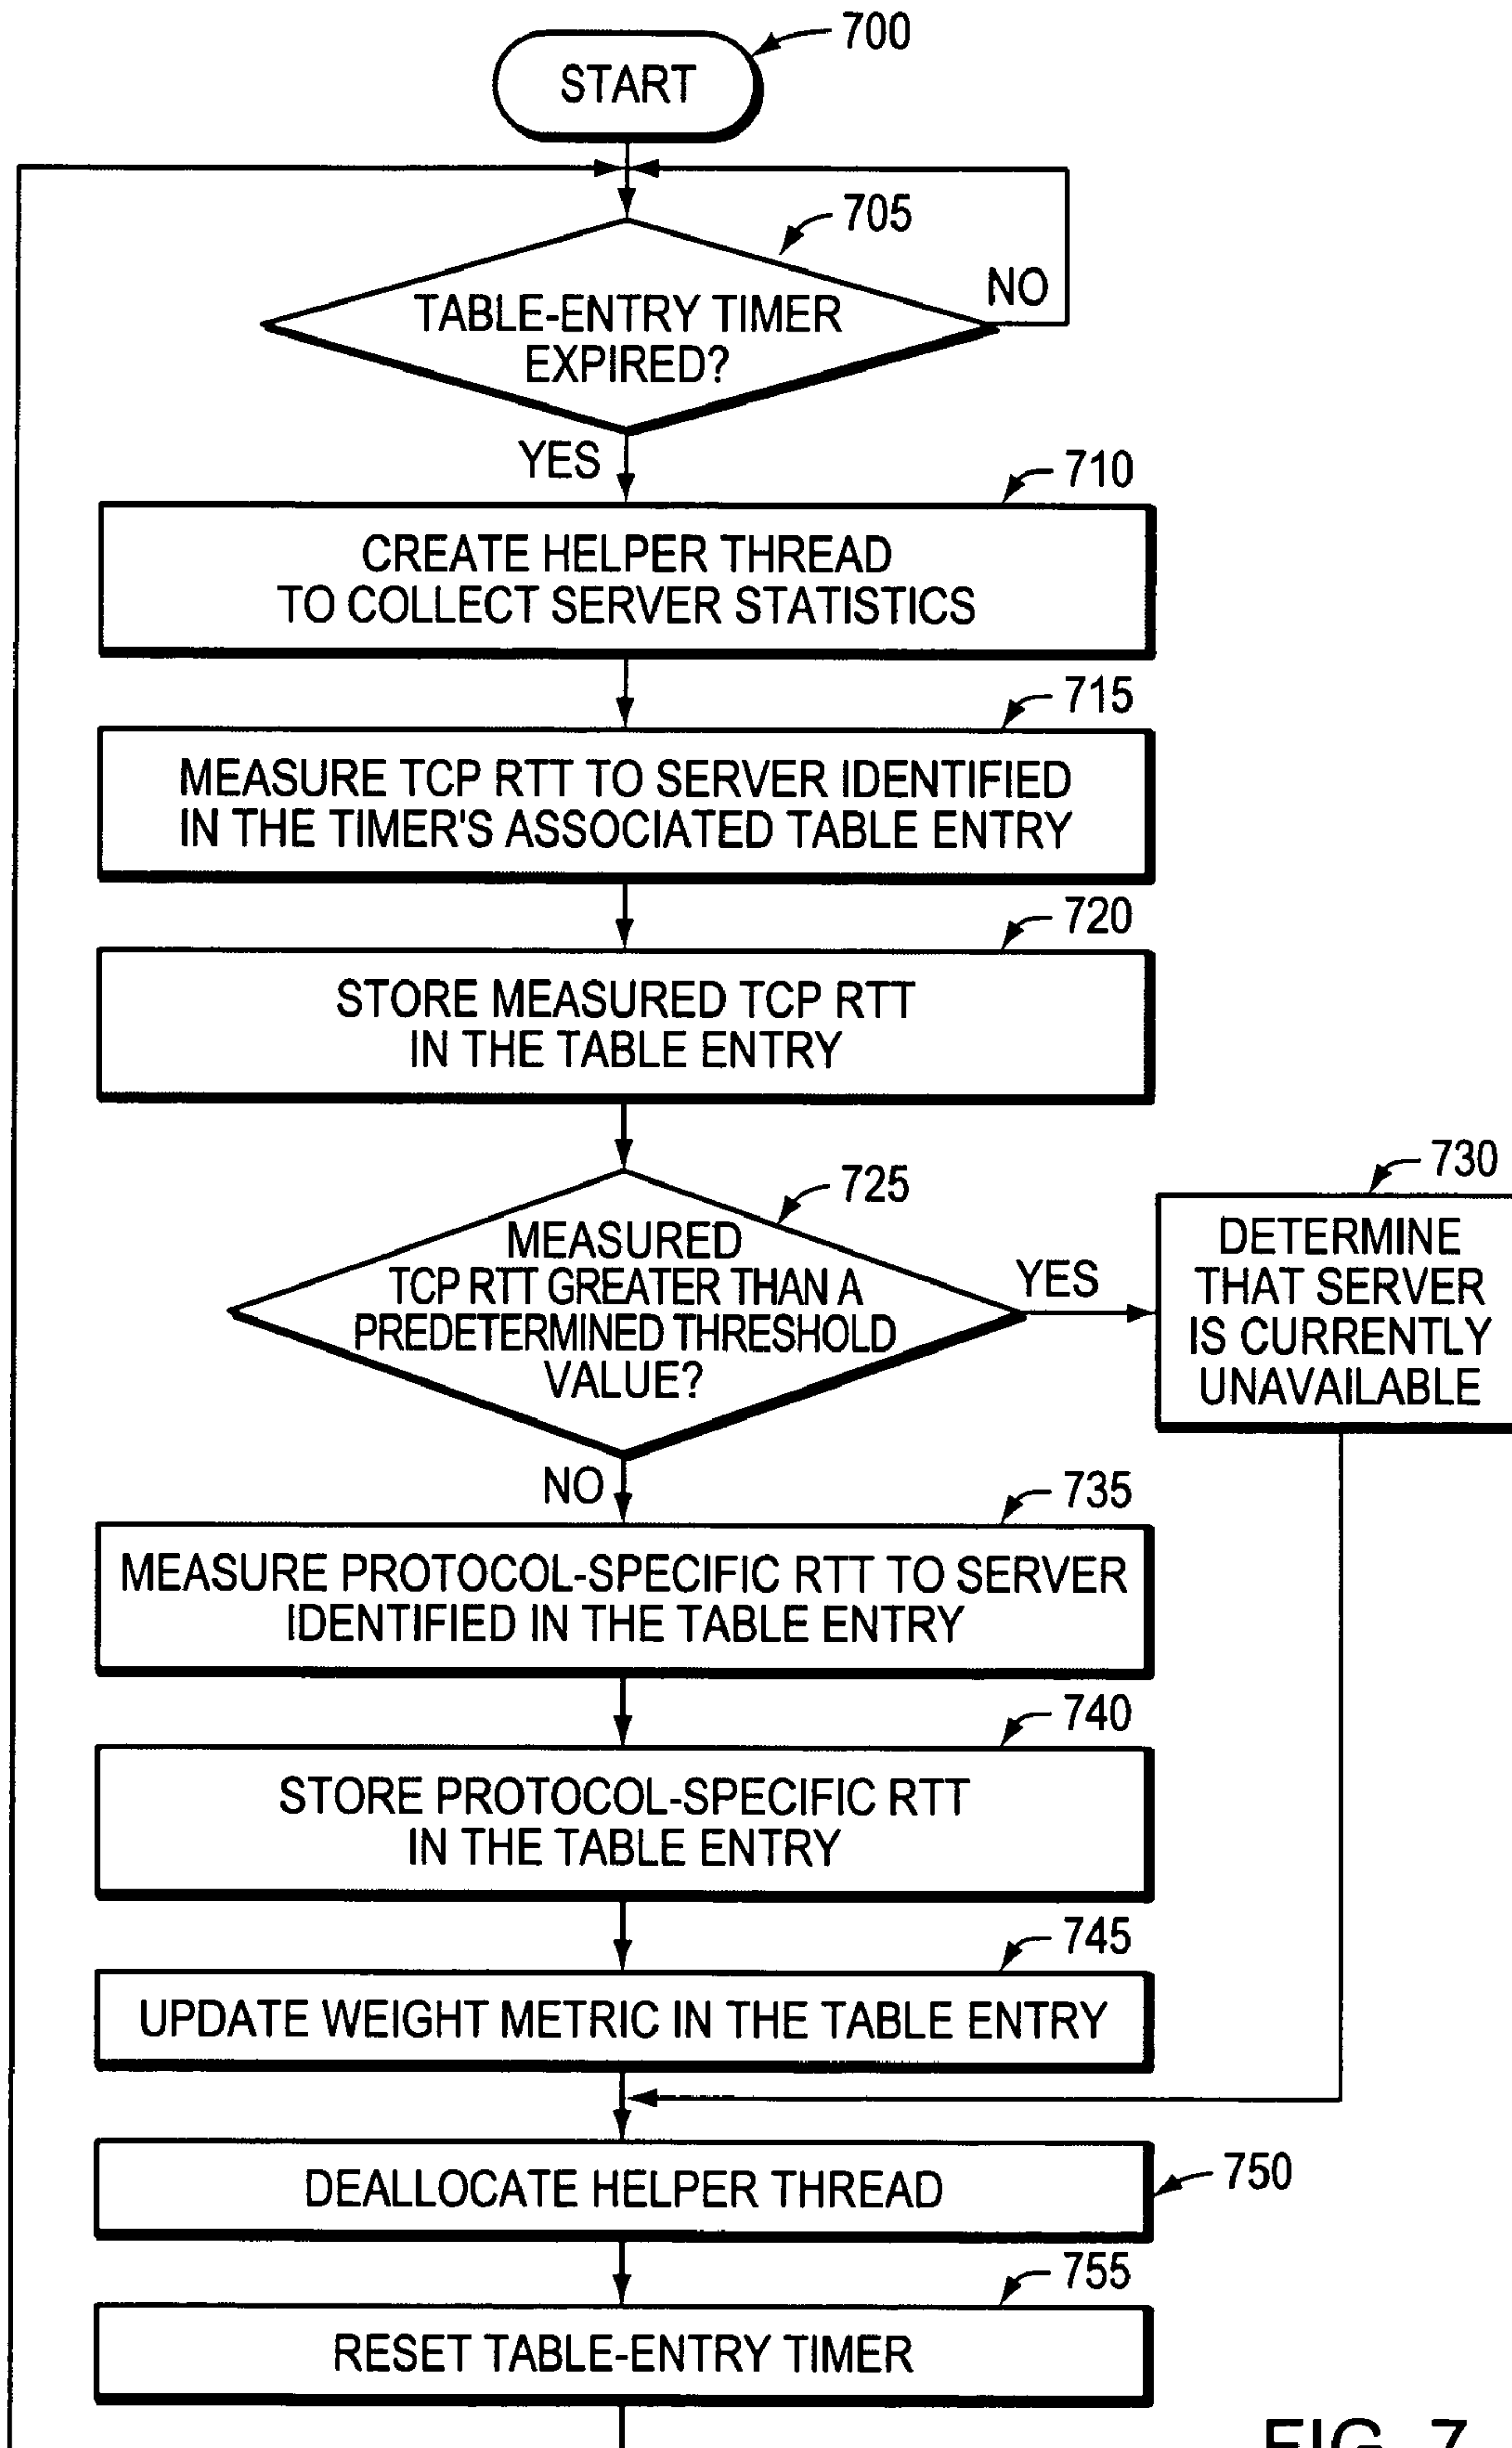 700
START
705
TABLE-ENTRY TIMER
EXPIRED?
NO
YES
710
CREATE HELPER THREAD
TO COLLECT SERVER STATISTICS
715
MEASURE TCP RTT TO SERVER IDENTIFIED
IN THE TIMER'S ASSOCIATED TABLE ENTRY
720
STORE MEASURED TCP RTT
IN THE TABLE ENTRY
725
MEASURED
TCP RTT GREATER THAN A
PREDETERMINED THRESHOLD
VALUE?
YES
730
DETERMINE
THAT SERVER
IS CURRENTLY
UNAVAILABLE
NO
735
MEASURE PROTOCOL-SPECIFIC RTT TO SERVER
IDENTIFIED IN THE TABLE ENTRY
740
STORE PROTOCOL-SPECIFIC RTT
IN THE TABLE ENTRY
745
UPDATE WEIGHT METRIC IN THE TABLE ENTRY
DEALLOCATE HELPER THREAD
750
755
RESET TABLE-ENTRY TIMER
FIG. 7